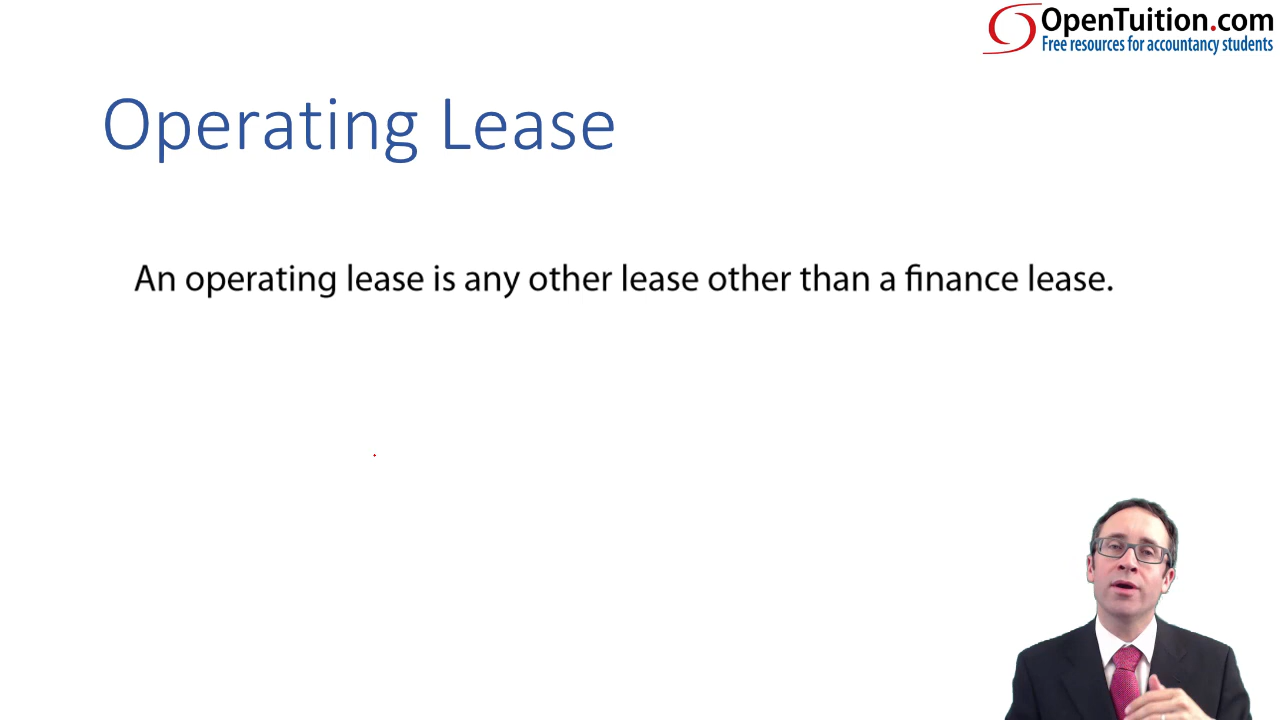 OpenTuition.com
Free resources for accountancy students
Operating Lease
An operating lease is any other lease other than a finance lease.